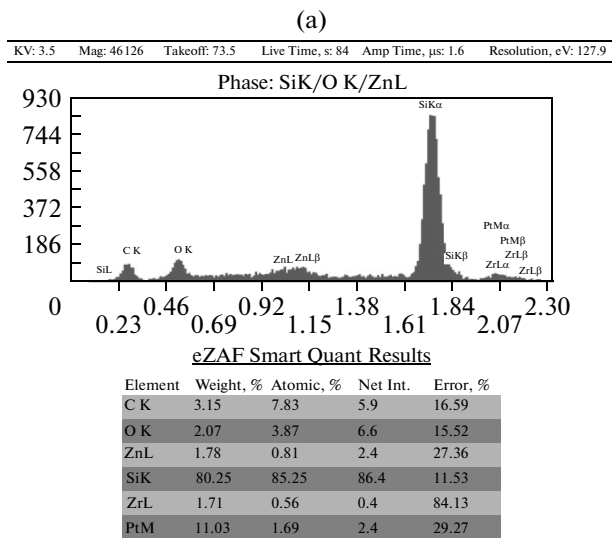 (a)
KV: 3.5 Mag: 46126 Takeoff: 73.5 Live Time, s: 84 Amp Time, μs: 1.6 Resolution, eV: 127.9
Phase: SiK/O K/ZnL
930
744
558
372
186
0
SiL
C K
O K
ZnL
ZnLβ
SiKα
SiKβ
PtMα
PtMβ
ZrLβ
ZrLα
ZrLβ
0.46 0.92 1.38 1.84 2.30
0.23 0.69 1.15 1.61 2.07
eZAF Smart Quant Results
Element Weight, % Atomic, % Net Int. Error, %
C K 3.15 7.83 5.9 16.59
O K 2.07 3.87 6.6 15.52
ZnL 1.78 0.81 2.4 27.36
SiK 80.25 85.25 86.4 11.53
ZrL 1.71 0.56 0.4 84.13
PtM 11.03 1.69 2.4 29.27